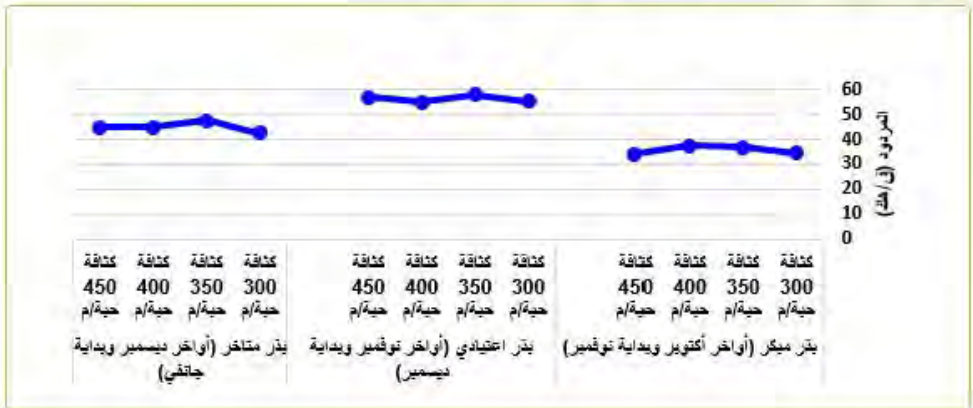 60
50
40
30
20
10
0
المردود (ق/هك)
كثافة 300 حبة/م
كثافة 350 حبة/م
كثافة 400 حبة/م
كثافة 450 حبة/م
كثافة 300 حبة/م
كثافة 350 حبة/م
كثافة 400 حبة/م
كثافة 450 حبة/م
كثافة 300 حبة/م
كثافة 350 حبة/م
كثافة 400 حبة/م
كثافة 450 حبة/م
بذر مبكر (أواخر أكتوبر وبداية نوفمبر)
بذر اعتيادي (أواخر نوفمبر وبداية
ديسمبر)
بذر متاخر (أواخر ديسمبر وبداية
جانفي)